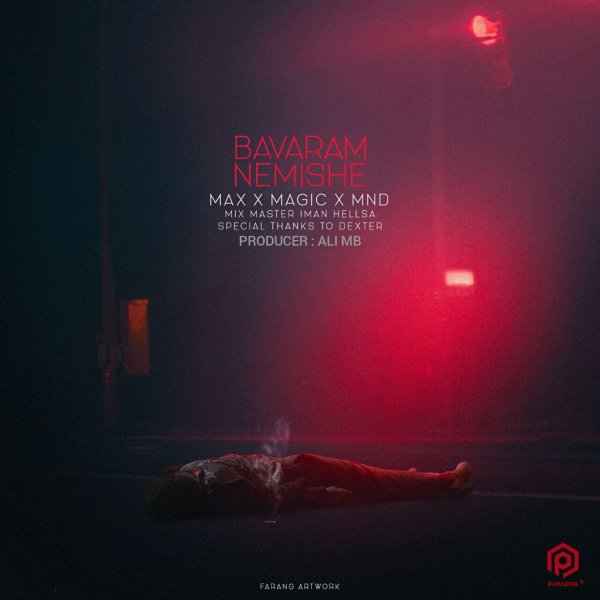 BAVARAM
NEMISHE
MAX X MAGIC X MND
MIX MASTER IMAN HELLSA
SPECIAL THANKS TO DEXTER
PRODUCER : ALI MB
PARADOX ©
FARANG ARTWORK